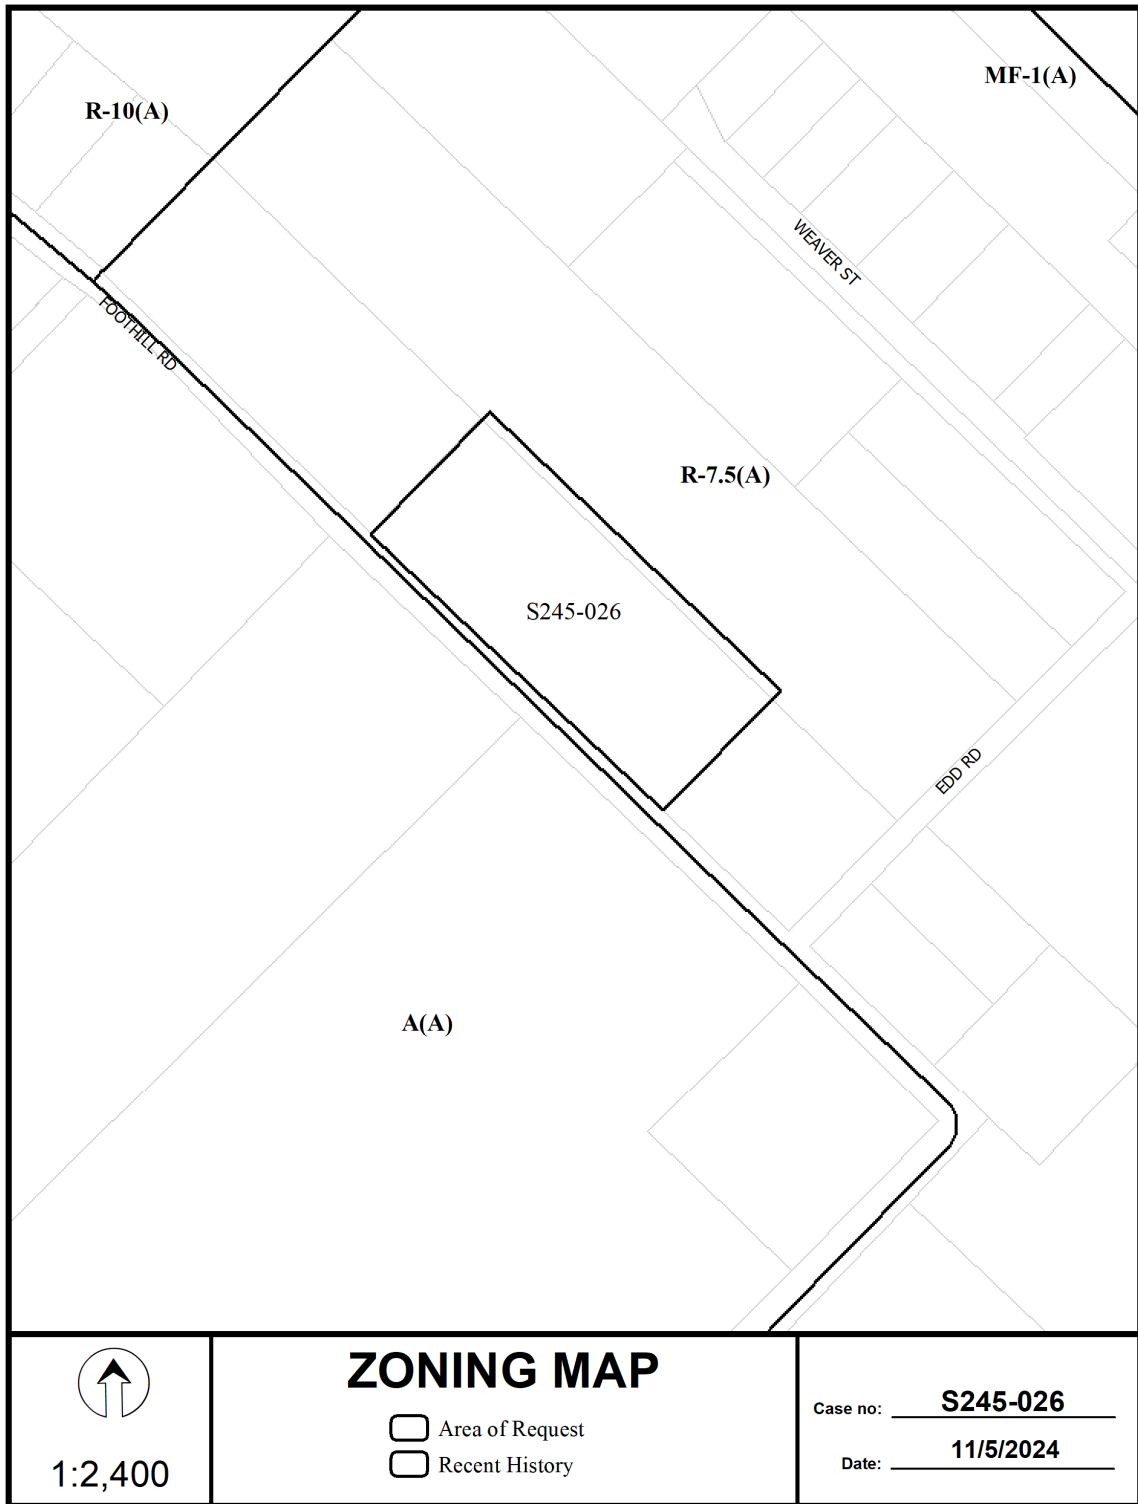 MF-1(A)
R-10(A)
WEAVER ST
FOOTHILL RD
R-7.5(A)
S245-026
EDD RD
A(A)
1:2,400
ZONING MAP
Area of Request
Recent History
Case no: S245-026
Date: 11/5/2024